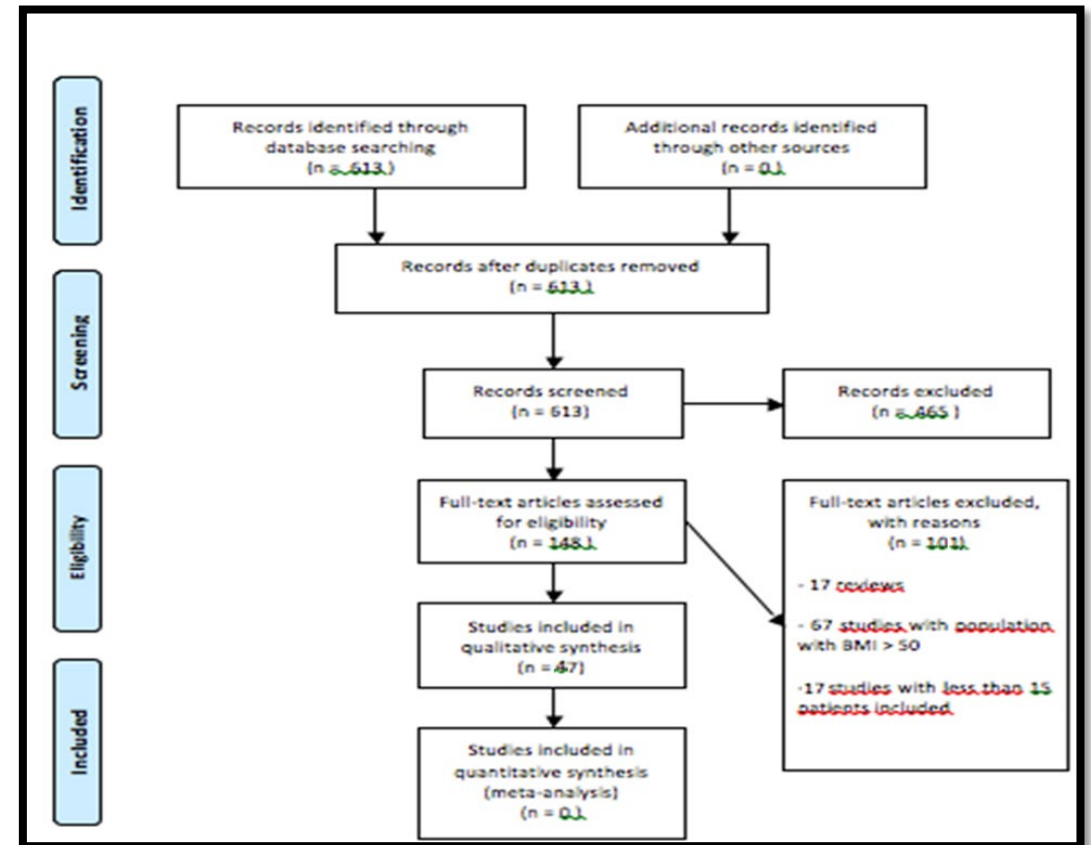 Identification
Records identified through
database searching
(n = 613 )
Additional records identified
through other sources
(n = 0 )
Records after duplicates removed
(n = 613 )
Screening
Records screened
(n = 613)
Records excluded
(n = 465 )
Eligibility
Full-text articles assessed
for eligibility
(n = 148 )
Full-text articles excluded,
with reasons
(n = 101)
- 17 reviews
- 67 studies with population
with BMI > 50
-17 studies with less than 15
patients included
Studies included in
qualitative synthesis
(n = 47)
Included
Studies included in
quantitative synthesis
(meta-analysis)
(n = 0 )